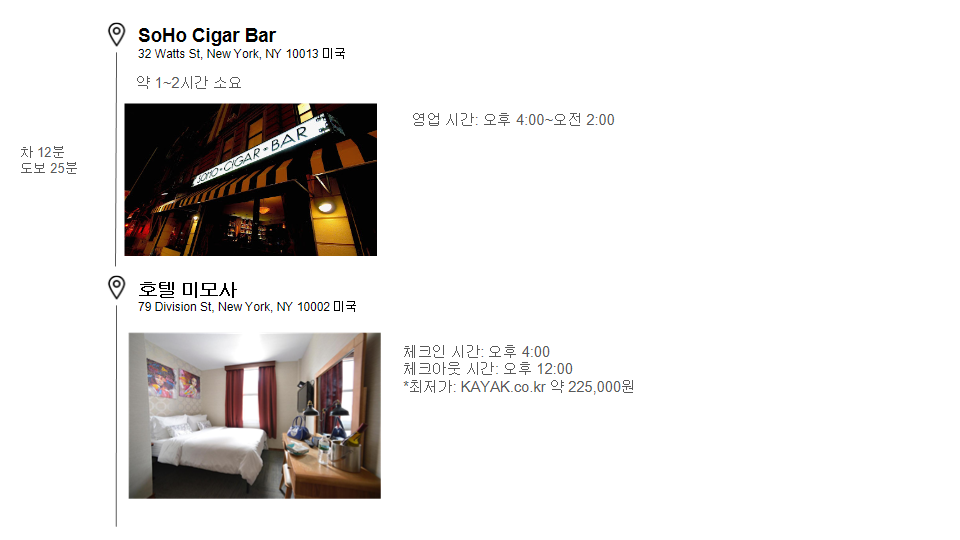 SoHo Cigar Bar
32 Watts St, New York, NY 10013 미국
약 1~2시간 소요
SOHO CIGAR BAR
영업 시간: 오후 4:00~오전 2:00
차 12분
도보 25분
호텔 미모사
79 Division St, New York, NY 10002 미국
체크인 시간: 오후 4:00
체크아웃 시간: 오후 12:00
*최저가: KAYAK.co.kr 약 225,000원